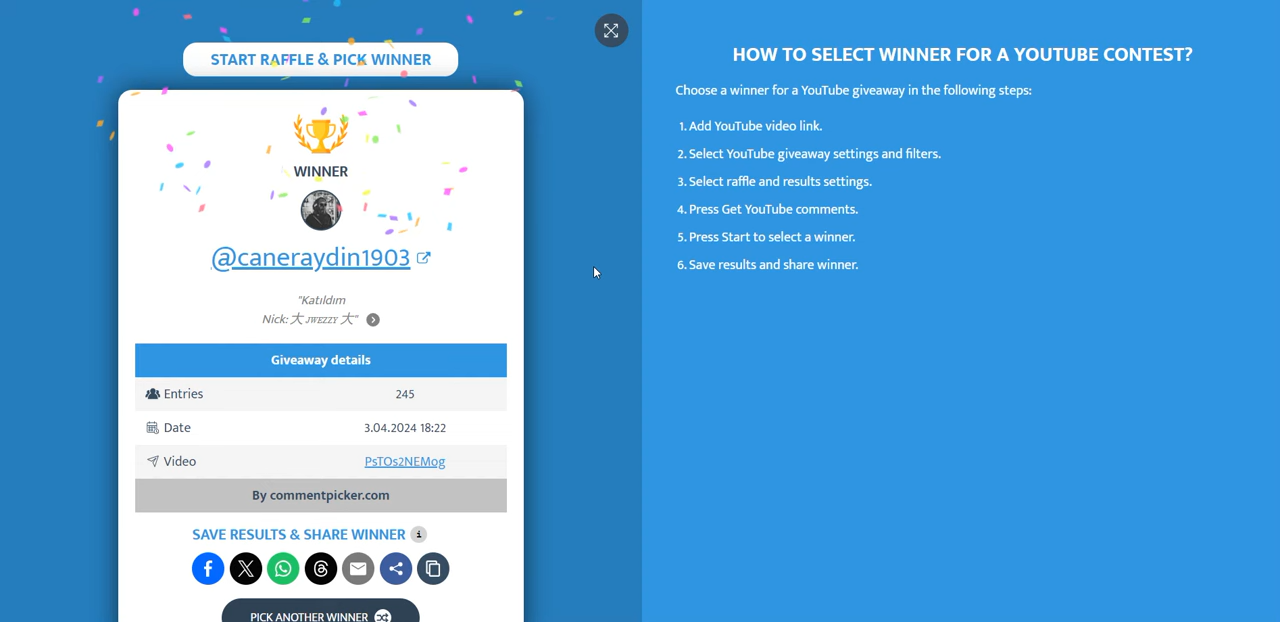 START RAFFLE & PICK WINNER
WINNER
@caneraydin1903
"Katıldım
Nick: 大 JWEZZY 大"
Giveaway details
Entries 245
Date 3.04.2024 18:22
Video PsTOs2NEMog
By commentpicker.com
SAVE RESULTS & SHARE WINNER
PICK ANOTHER WINNER
HOW TO SELECT WINNER FOR A YOUTUBE CONTEST?
Choose a winner for a YouTube giveaway in the following steps:
1. Add YouTube video link.
2. Select YouTube giveaway settings and filters.
3. Select raffle and results settings.
4. Press Get YouTube comments.
5. Press Start to select a winner.
6. Save results and share winner.